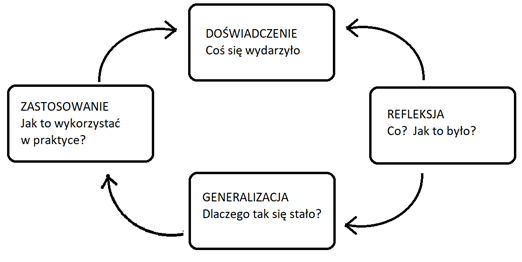 DOŚWIADCZENIE
Coś się wydarzyło
REFLEKSJA
Co? Jak to było?
GENERALIZACJA
Dlaczego tak się stało?
ZASTOSOWANIE
Jak to wykorzystać
w praktyce?